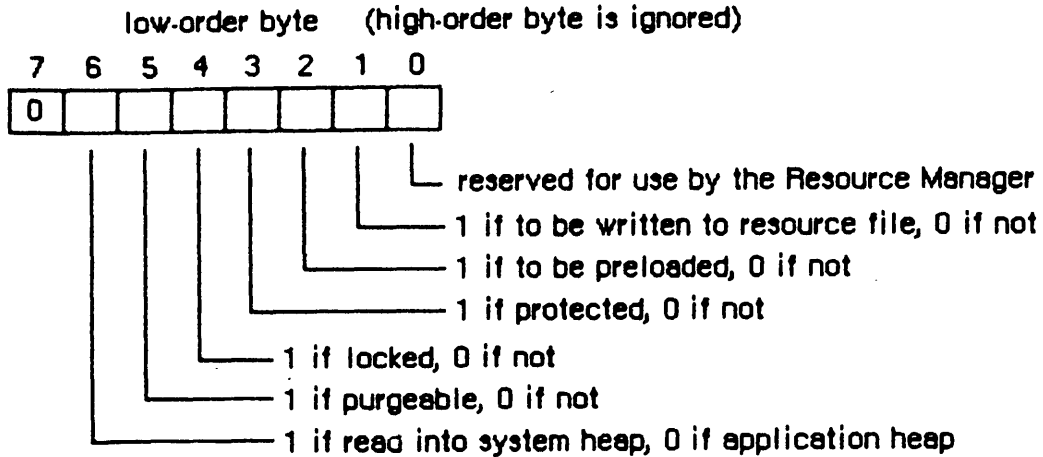 low-order byte (high-order byte is ignored)
7 6 5 4 3 2 1 0
0
reserved for use by the Resource Manager
1 if to be written to resource file, 0 if not
1 if to be preloaded, 0 if not
1 if protected, 0 if not
1 if locked, 0 if not
1 if purgeable, 0 if not
1 if read into system heap, 0 if application heap